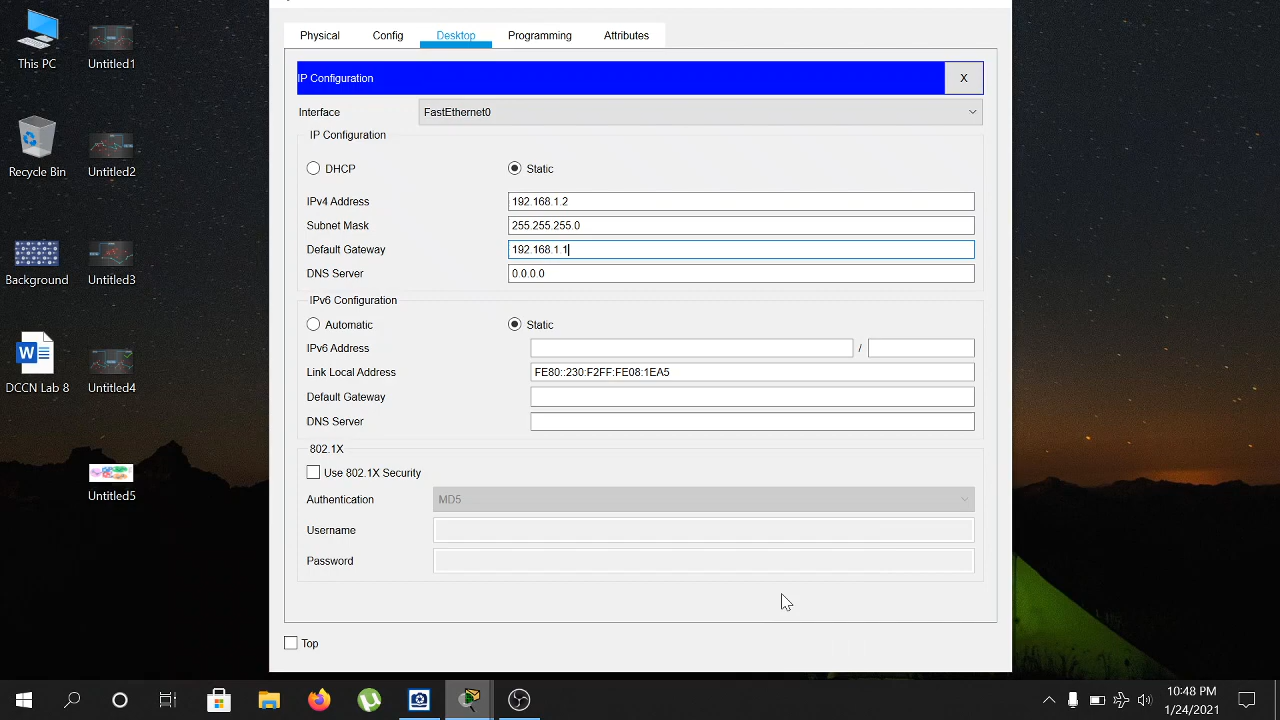 Physical
Config
Desktop
Programming
Attributes
This PC
Untitled1
IP Configuration
X
Interface
FastEthernet0
IP Configuration
DHCP
Static
Recycle Bin
Untitled2
IPv4 Address
192.168.1.2
Subnet Mask
255.255.255.0
Default Gateway
192.168.1.1
DNS Server
0.0.0.0
Background
Untitled3
IPv6 Configuration
Automatic
Static
IPv6 Address
/
Link Local Address
FE80::230:F2FF:FE08:1EA5
DCCN Lab 8
Untitled4
Default Gateway
DNS Server
802.1X
Use 802.1X Security
Authentication
MD5
Untitled5
Username
Password
Top
10:48 PM
1/24/2021